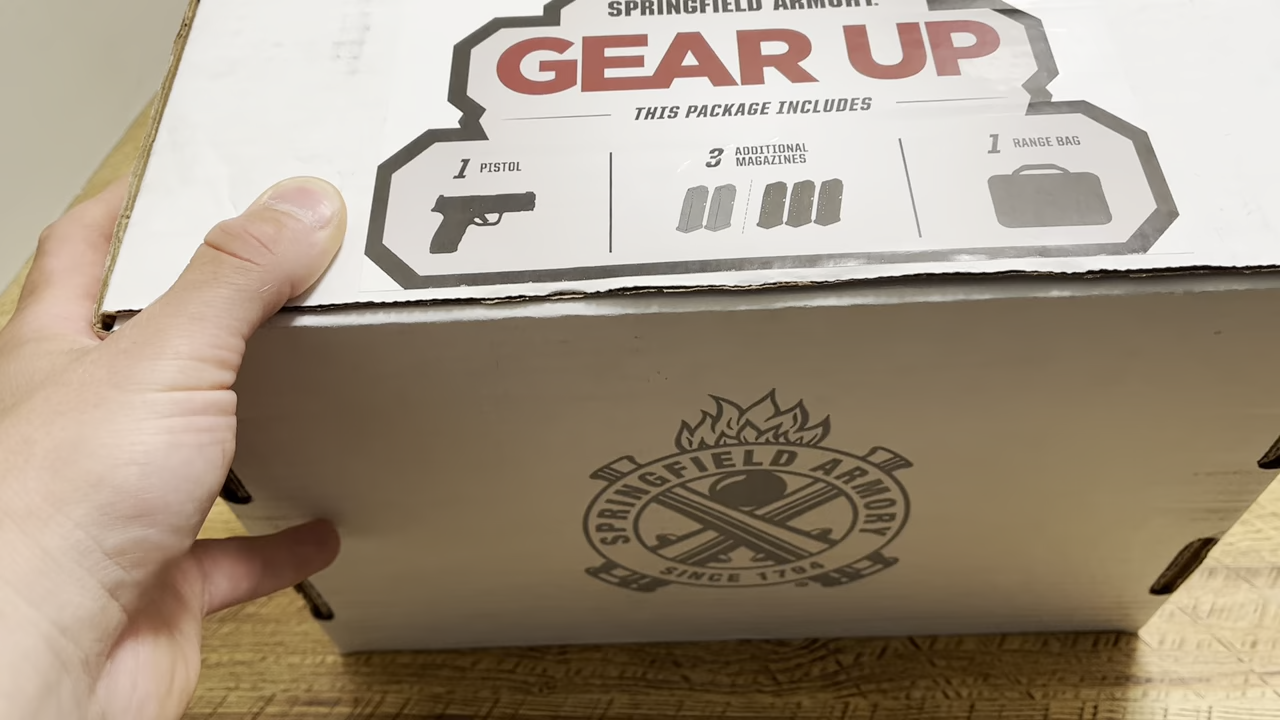 SPRINGFIELD ARMORY.
GEAR UP
THIS PACKAGE INCLUDES
1 PISTOL
3 ADDITIONAL
MAGAZINES
1 RANGE BAG
SPRINGFIELD ARMORY
SINCE 1794